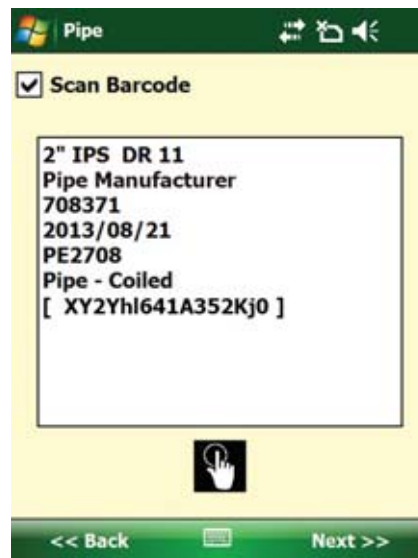 Pipe
Scan Barcode
2" IPS DR 11
Pipe Manufacturer
708371
2013/08/21
PE2708
Pipe - Coiled
[ XY2Yhl641A352Kj0 ]
<< Back Next >>